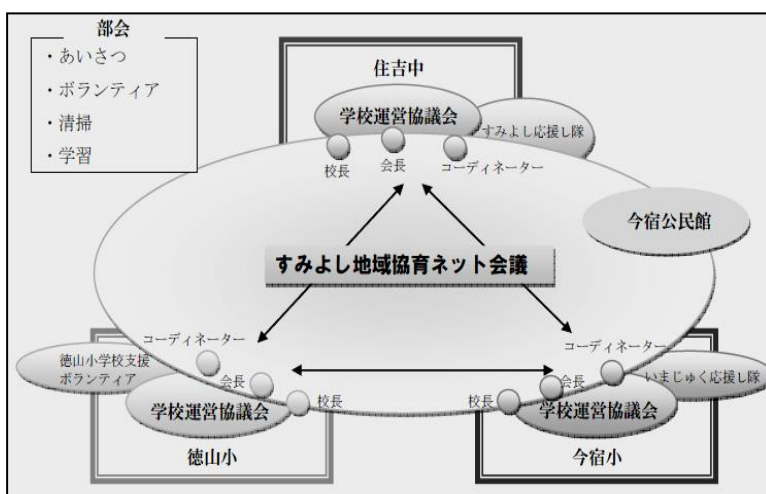 部会
・あいさつ
・ボランティア
・清掃
・学習
住吉中
学校運営協議会
すみよし応援し隊
校長
会長
コーディネーター
今宿公民館
すみよし地域協育ネット会議
コーディネーター
徳山小学校支援
ボランティア
会長
校長
学校運営協議会
徳山小
コーディネーター
いまじゅく応援し隊
会長
校長
学校運営協議会
今宿小